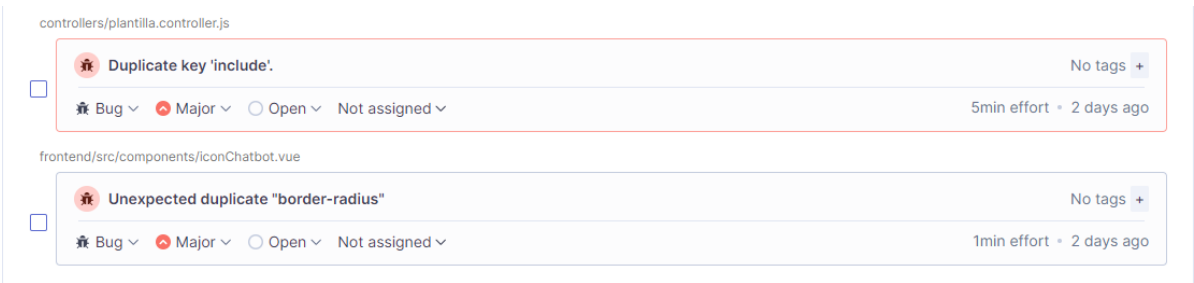 controllers/plantilla.controller.js
Duplicate key 'include'. No tags +
Bug Major Open Not assigned 5min effort • 2 days ago
frontend/src/components/iconChatbot.vue
Unexpected duplicate "border-radius" No tags +
Bug Major Open Not assigned 1min effort • 2 days ago